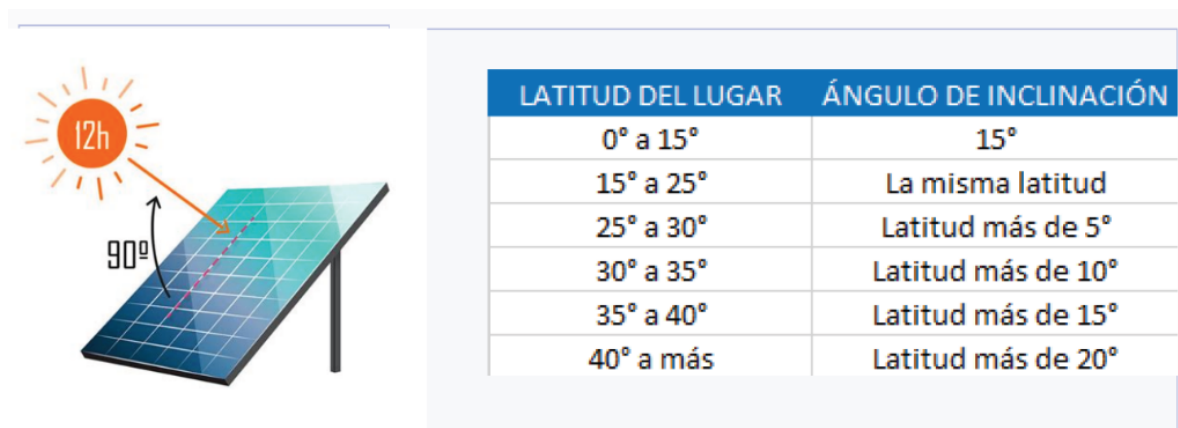 12h
90º
LATITUD DEL LUGAR ÁNGULO DE INCLINACIÓN
0° a 15° 15°
15° a 25° La misma latitud
25° a 30° Latitud más de 5°
30° a 35° Latitud más de 10°
35° a 40° Latitud más de 15°
40° a más Latitud más de 20°